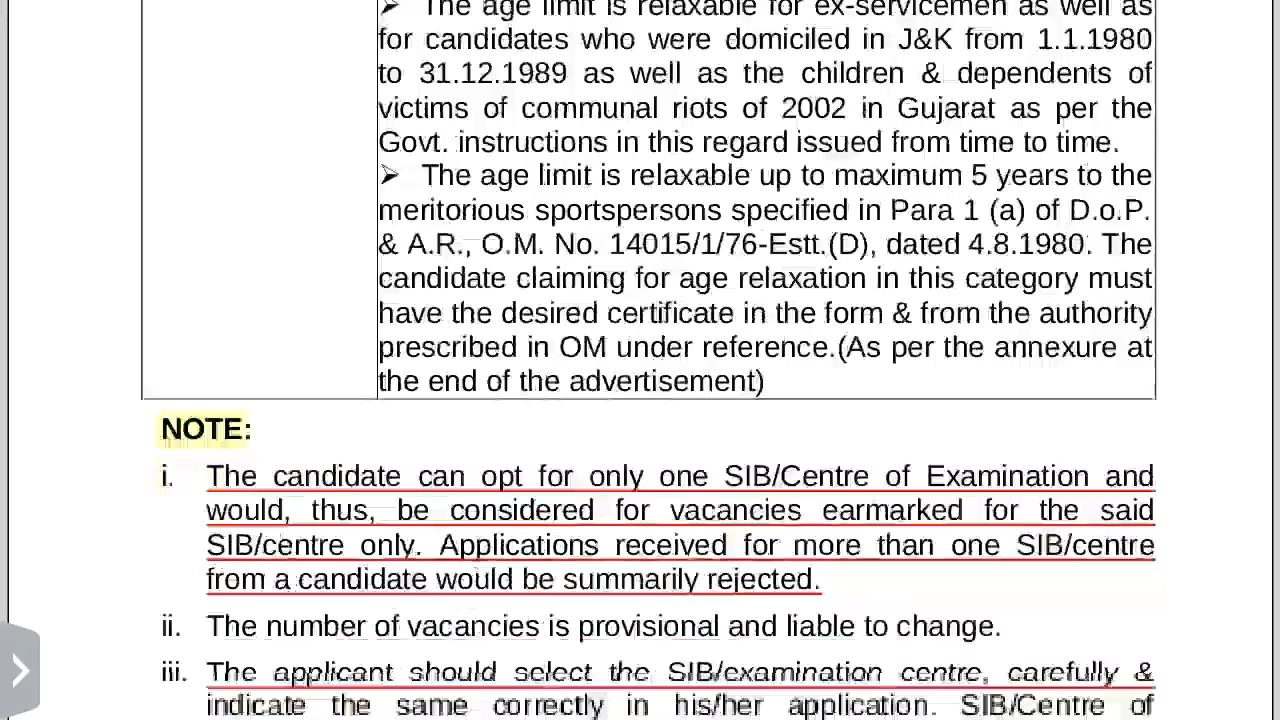 ➢ The age limit is relaxable for ex-servicemen as well as
for candidates who were domiciled in J&K from 1.1.1980
to 31.12.1989 as well as the children & dependents of
victims of communal riots of 2002 in Gujarat as per the
Govt. instructions in this regard issued from time to time.
➢ The age limit is relaxable up to maximum 5 years to the
meritorious sportspersons specified in Para 1 (a) of D.o.P.
& A.R., O.M. No. 14015/1/76-Estt.(D), dated 4.8.1980. The
candidate claiming for age relaxation in this category must
have the desired certificate in the form & from the authority
prescribed in OM under reference.(As per the annexure at
the end of the advertisement)
NOTE:
i. The candidate can opt for only one SIB/Centre of Examination and
would, thus, be considered for vacancies earmarked for the said
SIB/centre only. Applications received for more than one SIB/centre
from a candidate would be summarily rejected.
ii. The number of vacancies is provisional and liable to change.
iii. The applicant should select the SIB/examination centre, carefully &
indicate the same correctly in his/her application. SIB/Centre of